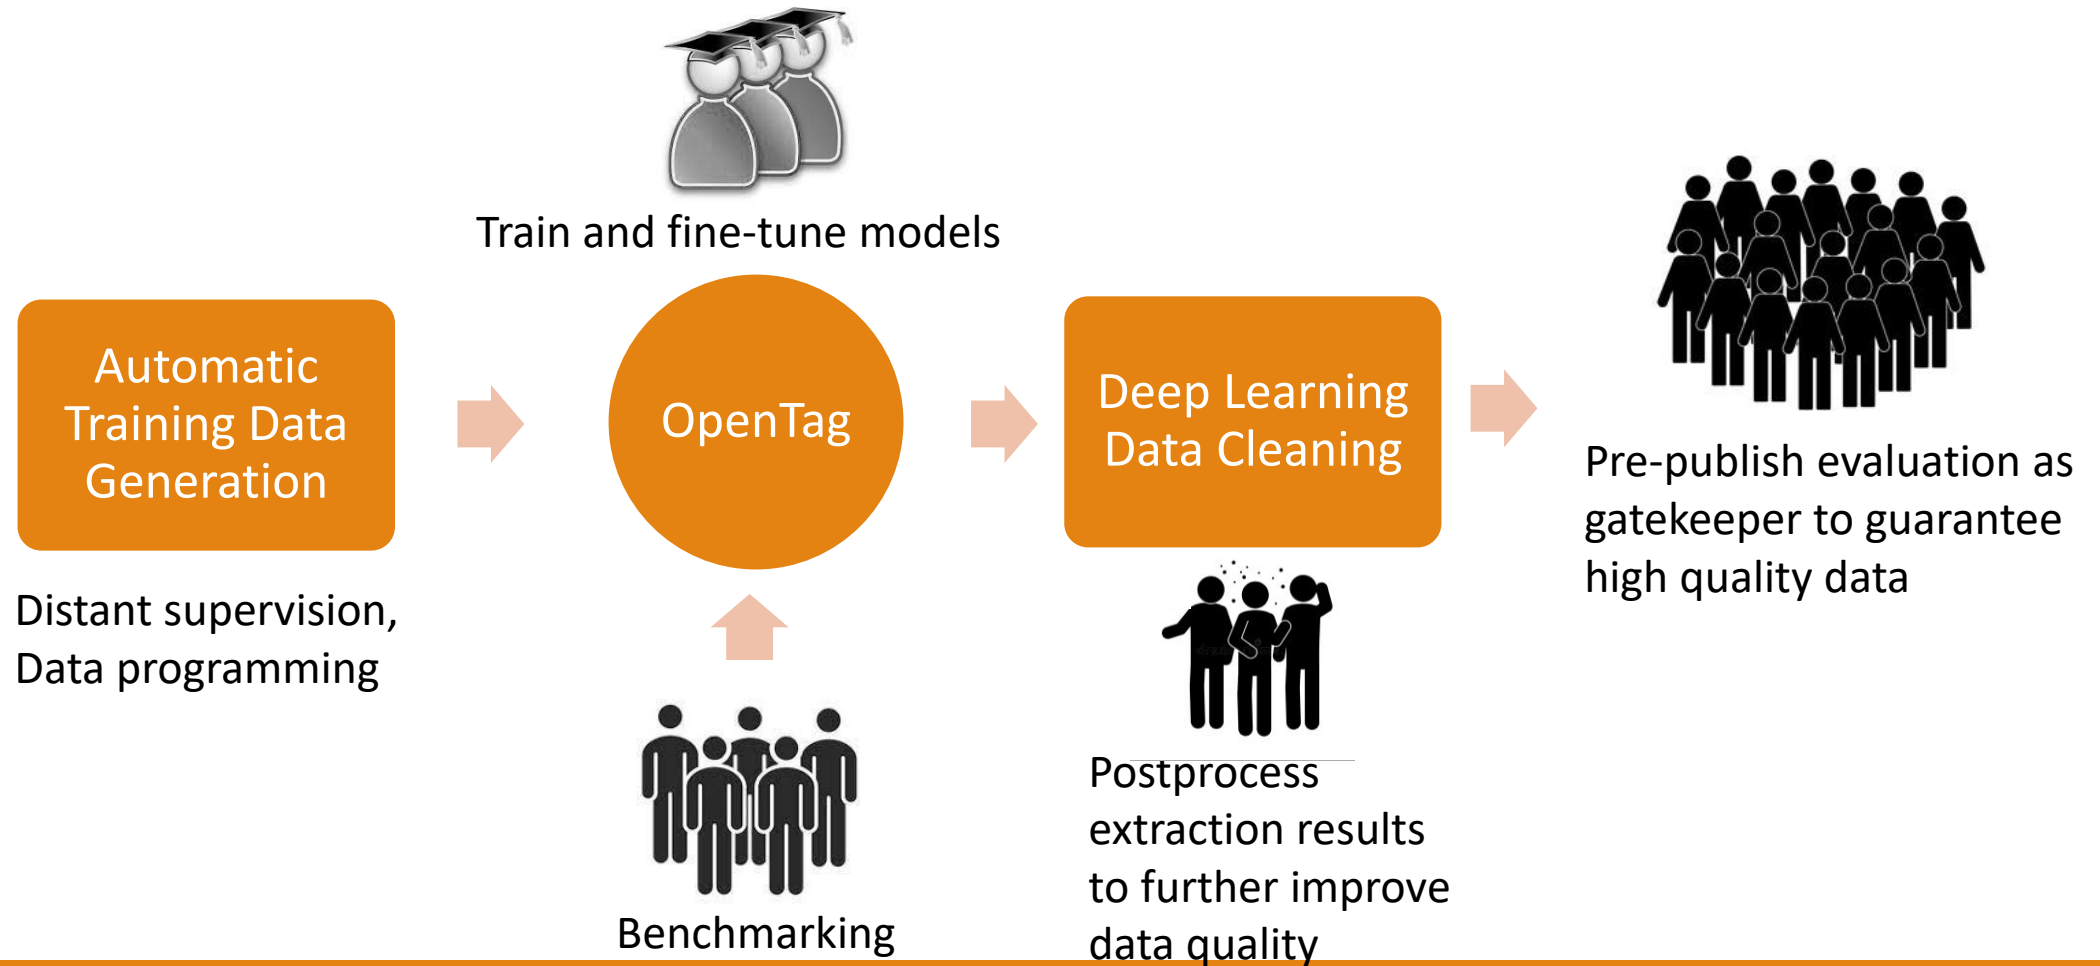 Train and fine-tune models
Automatic
Training Data
Generation
OpenTag
Deep Learning
Data Cleaning
Distant supervision,
Data programming
Benchmarking
Postprocess
extraction results
to further improve
data quality
Pre-publish evaluation as
gatekeeper to guarantee
high quality data